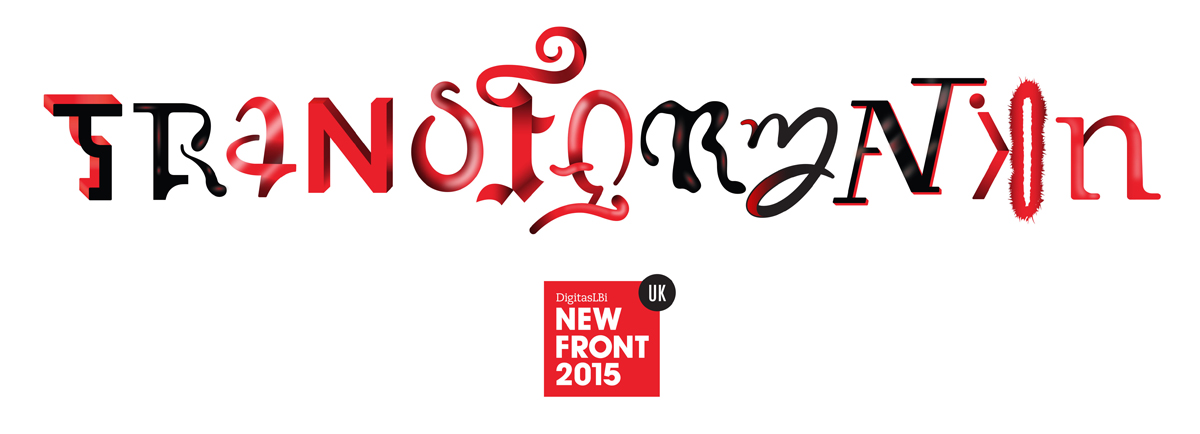 TRANSFORMATION
DigitasLBi
UK
NEW
FRONT
2015